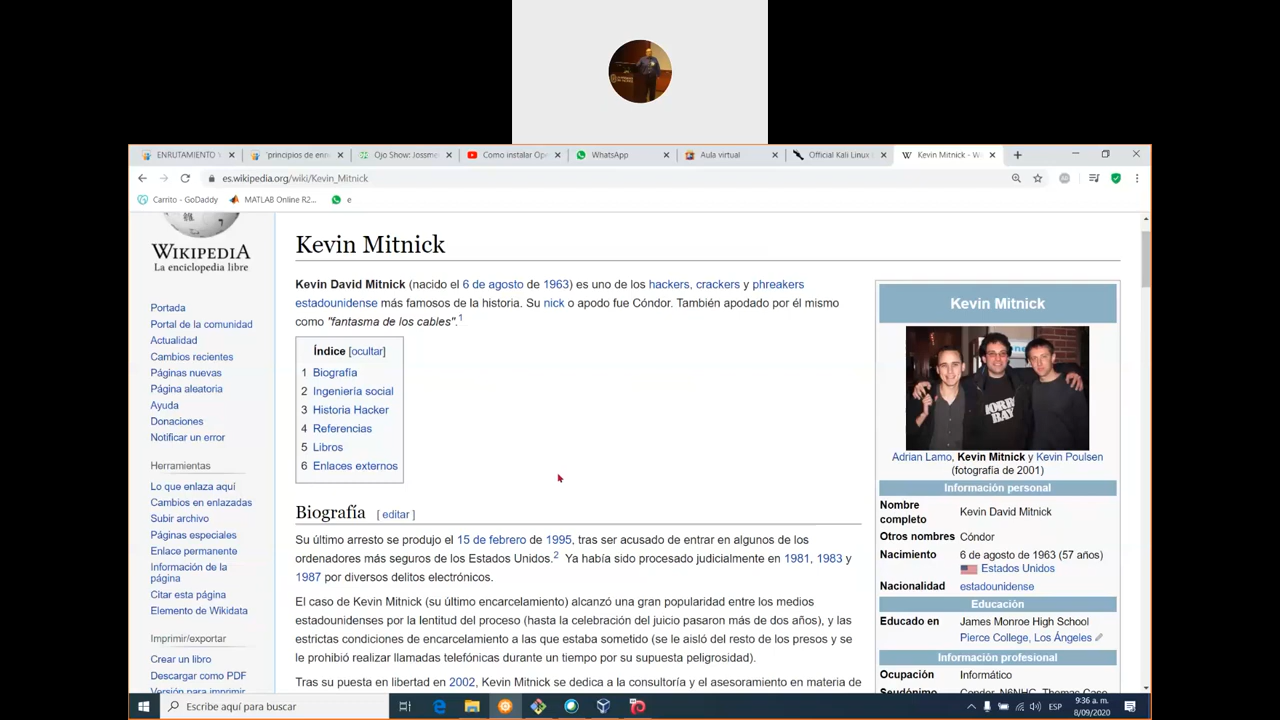 ENRUTAMIENTO
'principios de enru
Ojo Show: Jossme
Como instalar Ope
WhatsApp
Aula virtual
Official Kali Linux
Kevin Mitnick - W
es.wikipedia.org/wiki/Kevin_Mitnick
Carrito - GoDaddy
MATLAB Online R2...
e
WIKIPEDIA
La enciclopedia libre
Portada
Portal de la comunidad
Actualidad
Cambios recientes
Páginas nuevas
Página aleatoria
Ayuda
Donaciones
Notificar un error
Herramientas
Lo que enlaza aquí
Cambios en enlazadas
Subir archivo
Páginas especiales
Enlace permanente
Información de la
página
Citar esta página
Elemento de Wikidata
Imprimir/exportar
Crear un libro
Descargar como PDF
Versión para imprimir
Kevin Mitnick
Kevin David Mitnick (nacido el 6 de agosto de 1963) es uno de los hackers, crackers y phreakers
estadounidense más famosos de la historia. Su nick o apodo fue Cóndor. También apodado por él mismo
como "fantasma de los cables".1
Índice [ocultar]
1 Biografía
2 Ingeniería social
3 Historia Hacker
4 Referencias
5 Libros
6 Enlaces externos
Biografía [ editar ]
Su último arresto se produjo el 15 de febrero de 1995, tras ser acusado de entrar en algunos de los
ordenadores más seguros de los Estados Unidos.2 Ya había sido procesado judicialmente en 1981, 1983 y
1987 por diversos delitos electrónicos.
El caso de Kevin Mitnick (su último encarcelamiento) alcanzó una gran popularidad entre los medios
estadounidenses por la lentitud del proceso (hasta la celebración del juicio pasaron más de dos años), y las
estrictas condiciones de encarcelamiento a las que estaba sometido (se le aisló del resto de los presos y se
le prohibió realizar llamadas telefónicas durante un tiempo por su supuesta peligrosidad).
Tras su puesta en libertad en 2002, Kevin Mitnick se dedica a la consultoría y el asesoramiento en materia de
Kevin Mitnick
MORRO
BAY
Adrian Lamo, Kevin Mitnick y Kevin Poulsen
(fotografía de 2001)
Información personal
Nombre completo Kevin David Mitnick
Otros nombres Cóndor
Nacimiento 6 de agosto de 1963 (57 años)
Estados Unidos
Nacionalidad estadounidense
Educación
Educado en James Monroe High School
Pierce College, Los Ángeles
Información profesional
Ocupación Informático
Seudónimo Condor, N6NHG, Thomas Case
Escribe aquí para buscar
ESP
9:36 a. m.
8/09/2020